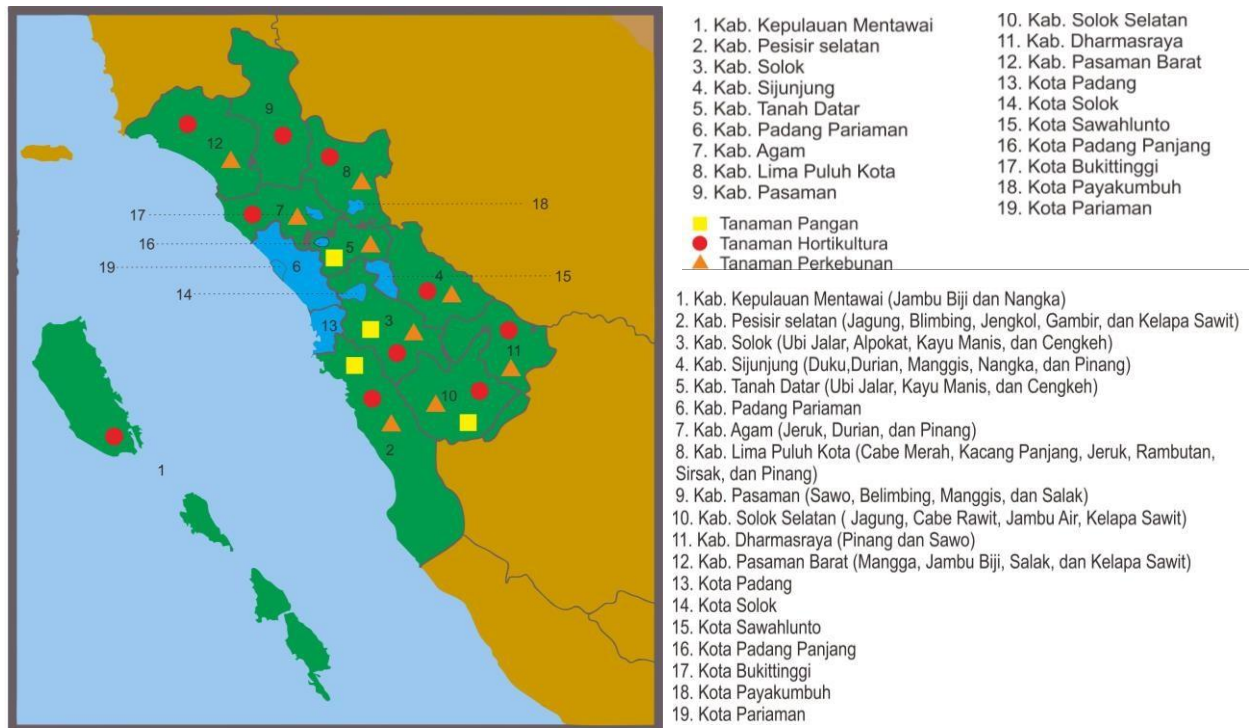 9
12
8
17
7
18
16
5
19
6
4
15
14
13
3
11
10
2
1
1. Kab. Kepulauan Mentawai
2. Kab. Pesisir selatan
3. Kab. Solok
4. Kab. Sijunjung
5. Kab. Tanah Datar
6. Kab. Padang Pariaman
7. Kab. Agam
8. Kab. Lima Puluh Kota
9. Kab. Pasaman
10. Kab. Solok Selatan
11. Kab. Dharmasraya
12. Kab. Pasaman Barat
13. Kota Padang
14. Kota Solok
15. Kota Sawahlunto
16. Kota Padang Panjang
17. Kota Bukittinggi
18. Kota Payakumbuh
19. Kota Pariaman
Tanaman Pangan
Tanaman Hortikultura
Tanaman Perkebunan
1. Kab. Kepulauan Mentawai (Jambu Biji dan Nangka)
2. Kab. Pesisir selatan (Jagung, Blimbing, Jengkol, Gambir, dan Kelapa Sawit)
3. Kab. Solok (Ubi Jalar, Alpokat, Kayu Manis, dan Cengkeh)
4. Kab. Sijunjung (Duku,Durian, Manggis, Nangka, dan Pinang)
5. Kab. Tanah Datar (Ubi Jalar, Kayu Manis, dan Cengkeh)
6. Kab. Padang Pariaman
7. Kab. Agam (Jeruk, Durian, dan Pinang)
8. Kab. Lima Puluh Kota (Cabe Merah, Kacang Panjang, Jeruk, Rambutan,
Sirsak, dan Pinang)
9. Kab. Pasaman (Sawo, Belimbing, Manggis, dan Salak)
10. Kab. Solok Selatan ( Jagung, Cabe Rawit, Jambu Air, Kelapa Sawit)
11. Kab. Dharmasraya (Pinang dan Sawo)
12. Kab. Pasaman Barat (Mangga, Jambu Biji, Salak, dan Kelapa Sawit)
13. Kota Padang
14. Kota Solok
15. Kota Sawahlunto
16. Kota Padang Panjang
17. Kota Bukittinggi
18. Kota Payakumbuh
19. Kota Pariaman